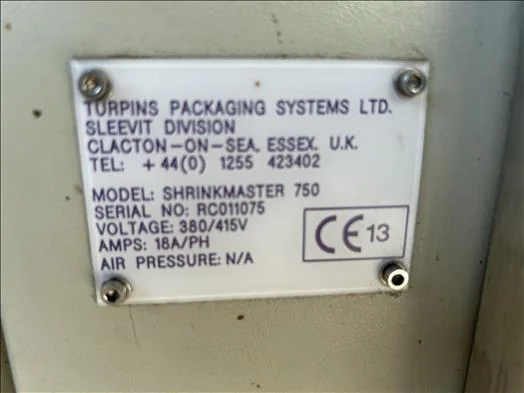 TURPINS PACKAGING SYSTEMS LTD.
SLEEVIT DIVISION
CLACTON-ON-SEA, ESSEX, U.K.
TEL: +44(0) 1255 423402
MODEL: SHRINKMASTER 750
SERIAL NO: RC011075
VOLTAGE: 380/415V
AMPS: 18A/PH
AIR PRESSURE: N/A
CE 13